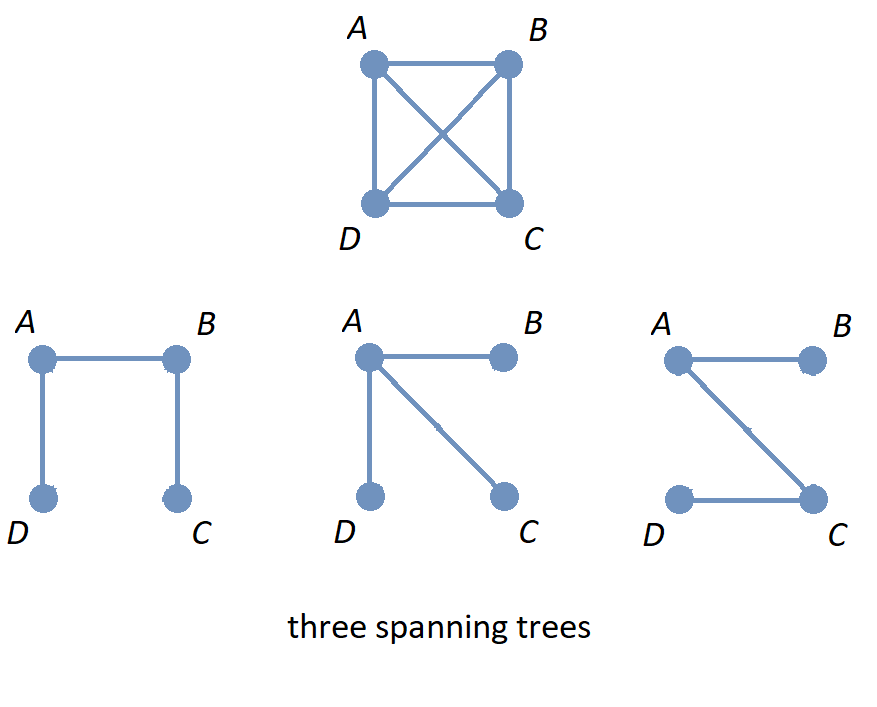 A B
D C
A B A B A B
D C D C D C
three spanning trees